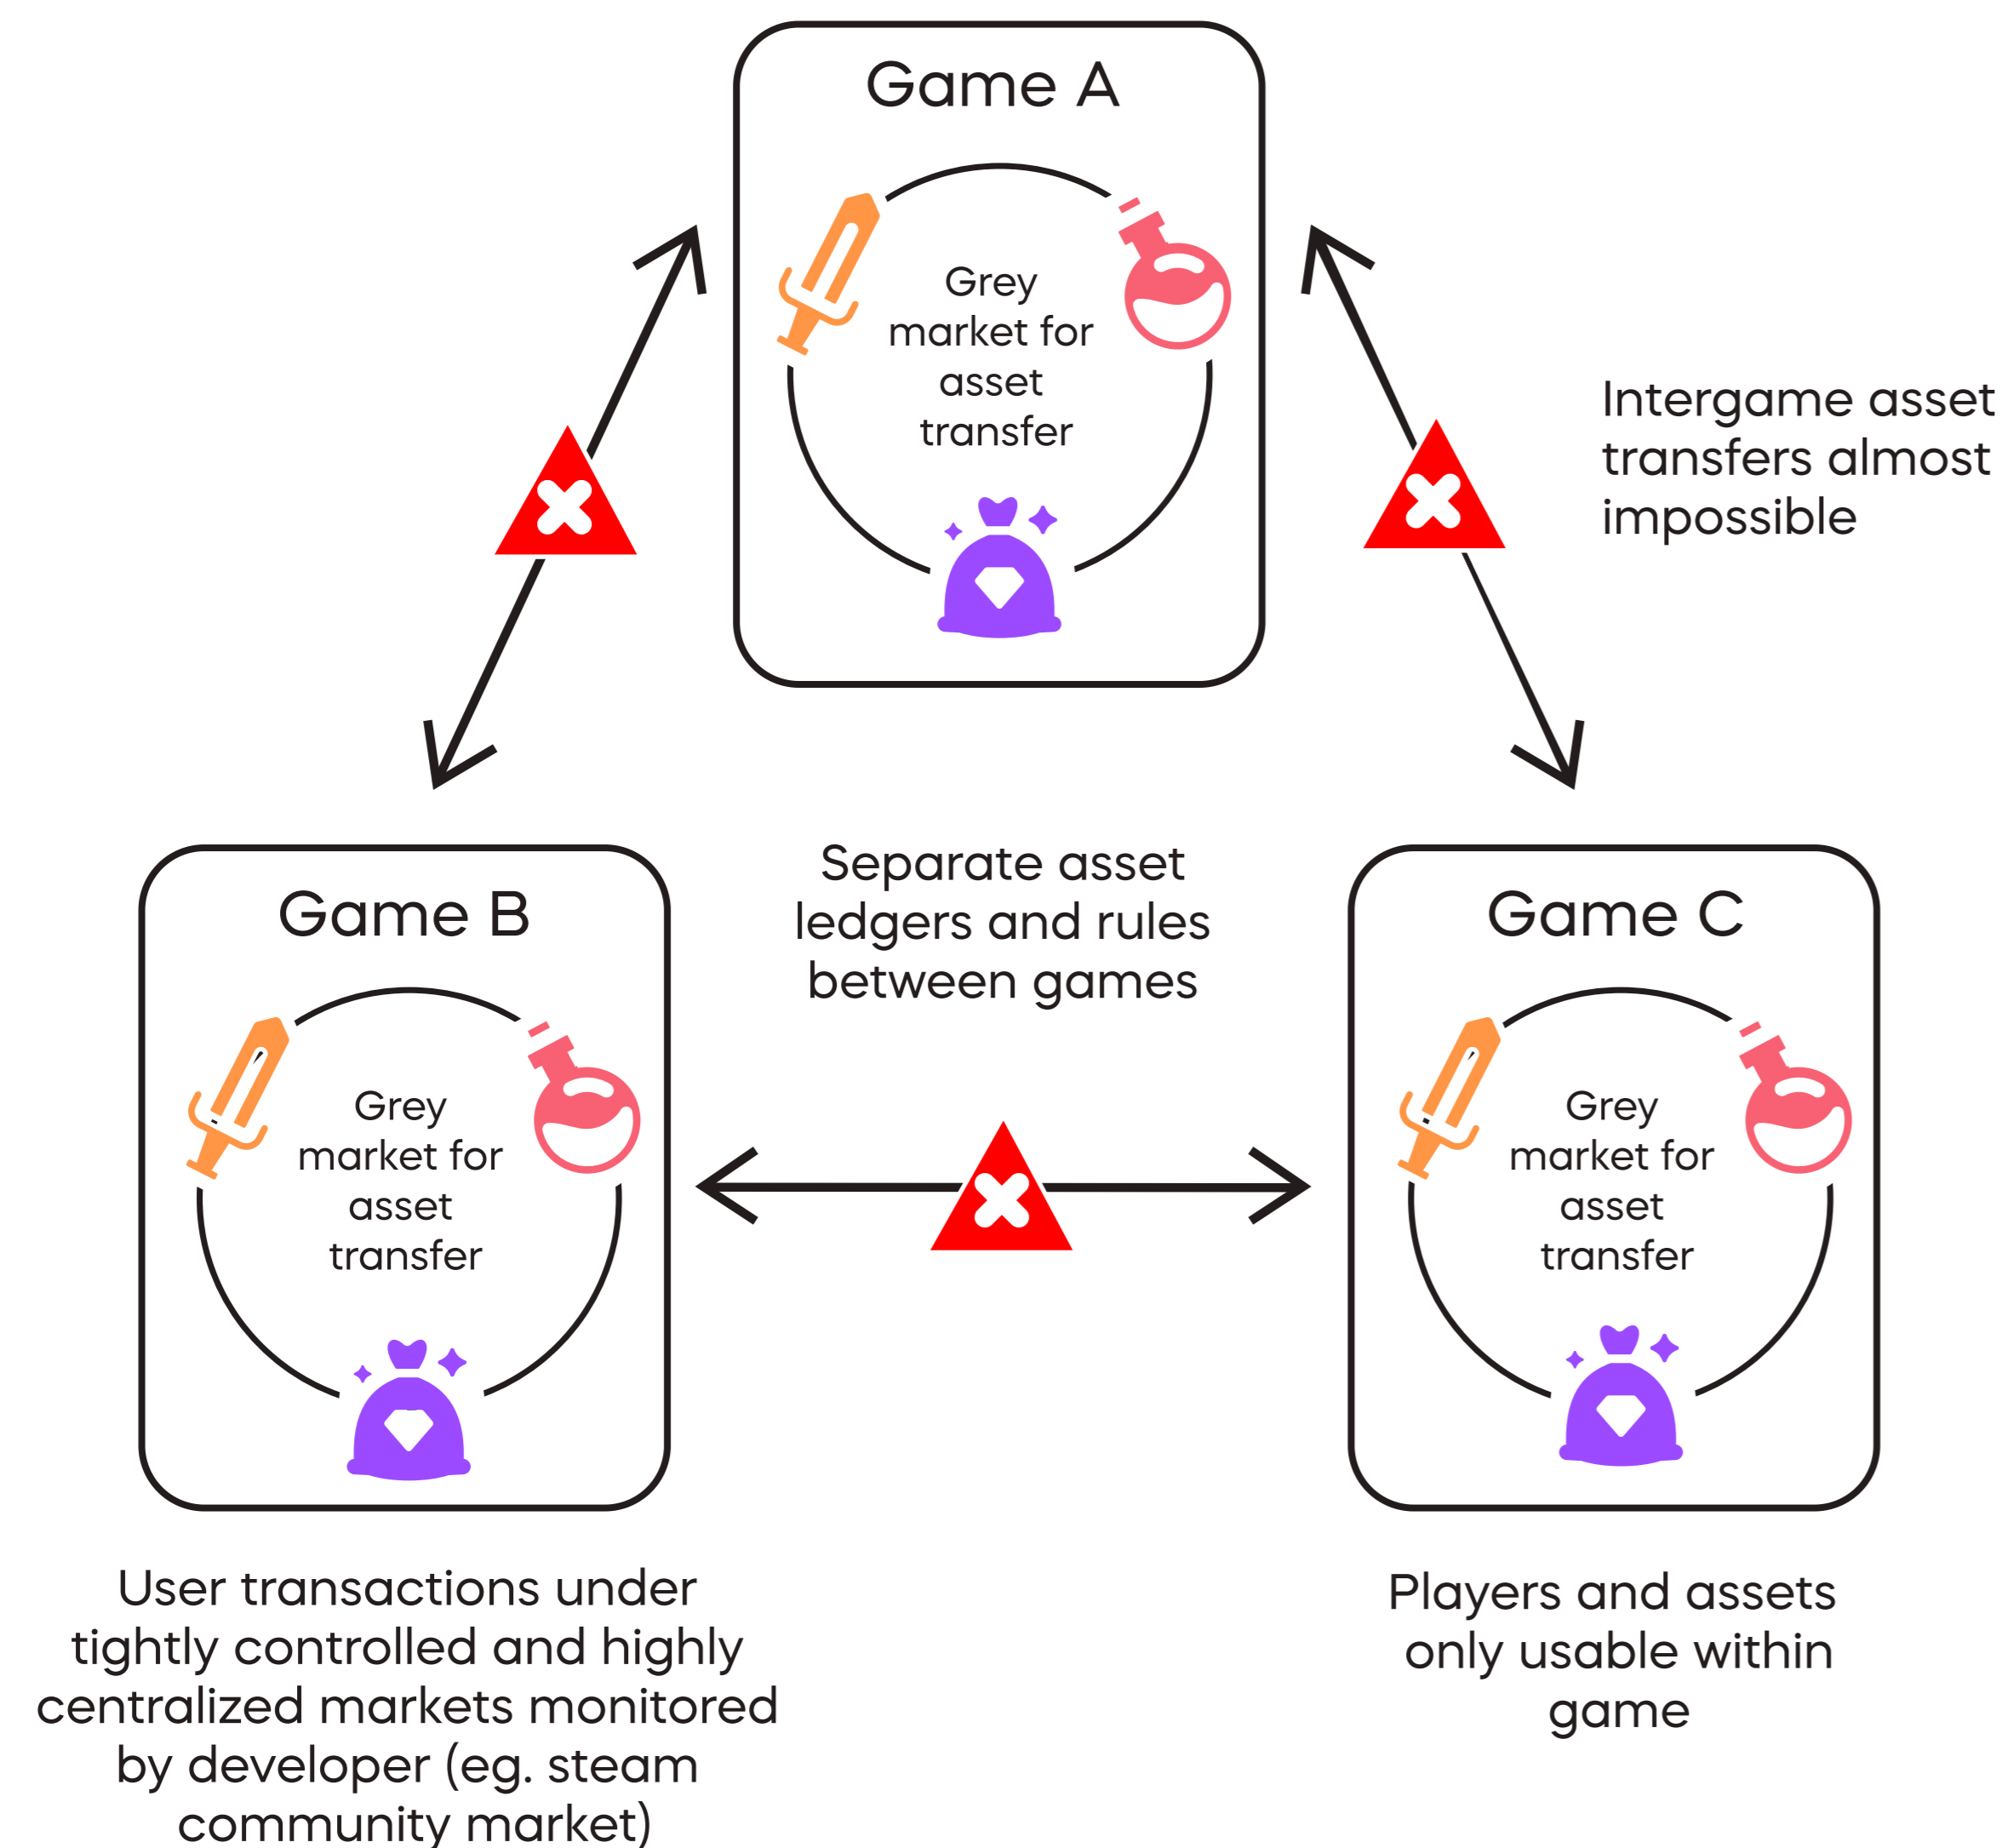 Game A
Grey
market for
asset
transfer
Intergame asset
transfers almost
impossible
Separate asset
ledgers and rules
between games
Game B
Grey
market for
asset
transfer
Game C
Grey
market for
asset
transfer
User transactions under
tightly controlled and highly
centralized markets monitored
by developer (eg. steam
community market)
Players and assets
only usable within
game